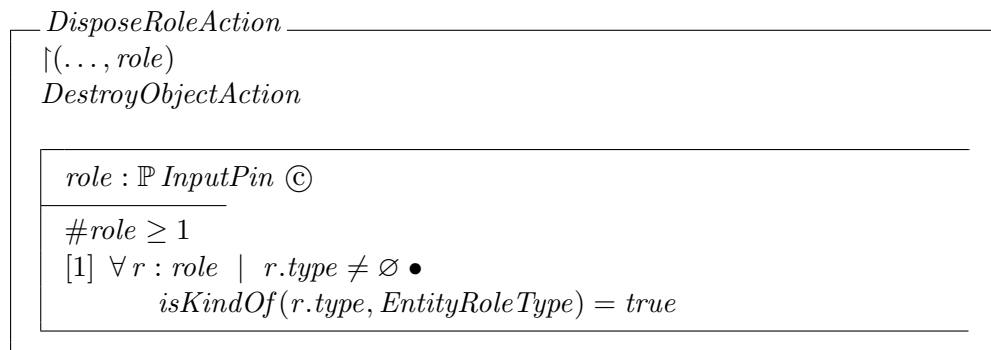 DisposeRoleAction
↾(. . . , role)
DestroyObjectAction
role : ℙ InputPin ©
#role ≥ 1
[1] ∀ r : role | r.type ≠ ∅ •
isKindOf(r.type, EntityRoleType) = true